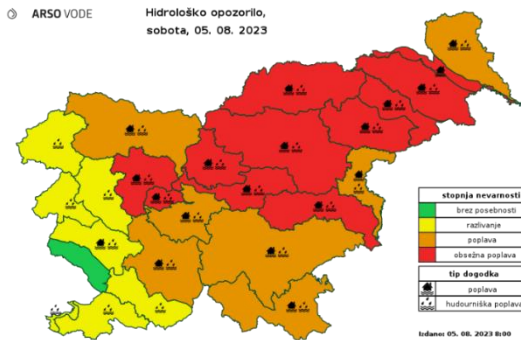 ARSO VODE
Hidrološko opozorilo,
sobota, 05. 08. 2023
stopnja nevarnosti
brez posebnosti
razlivanje
poplava
obsežna poplava
tip dogodka
poplava
hudourniška poplava
Izdano: 05. 08. 2023 8:00